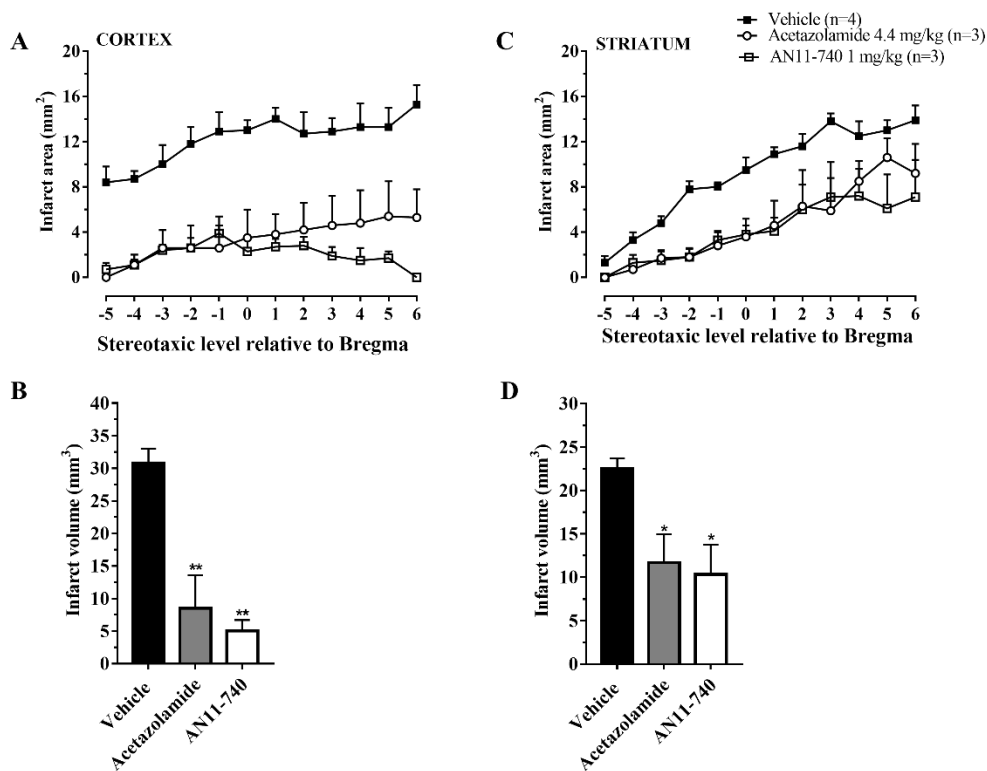 A
CORTEX
20
16
12
8
4
0
Infarct area (mm²)
-5 -4 -3 -2 -1 0 1 2 3 4 5 6
Stereotaxic level relative to Bregma
C
STRIATUM
Vehicle (n=4)
Acetazolamide 4.4 mg/kg (n=3)
AN11-740 1 mg/kg (n=3)
20
16
12
8
4
0
Infarct area (mm²)
-5 -4 -3 -2 -1 0 1 2 3 4 5 6
Stereotaxic level relative to Bregma
B
40
35
30
25
20
15
10
5
0
Infarct volume (mm³)
**
**
Vehicle
Acetazolamide
AN11-740
D
30
25
20
15
10
5
0
Infarct volume (mm³)
*
*
Vehicle
Acetazolamide
AN11-740